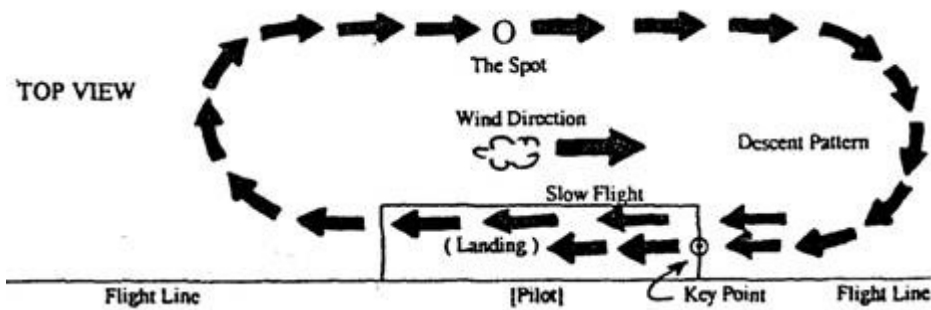 The Spot
TOP VIEW
Wind Direction
Descent Pattern
Slow Flight
( Landing )
Flight Line
[Pilot]
Key Point
Flight Line